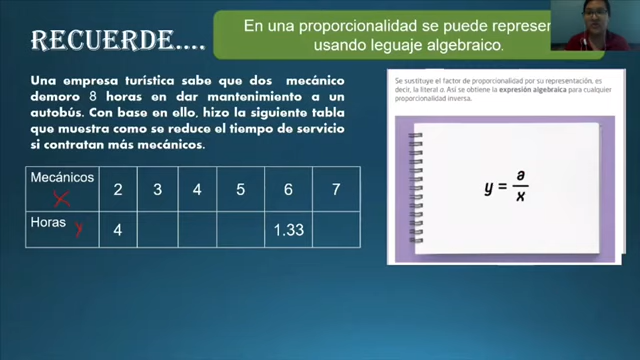 RECUERDE....
En una proporcionalidad se puede represen
usando leguaje algebraico.
Una empresa turística sabe que dos mecánico
demoro 8 horas en dar mantenimiento a un
autobús. Con base en ello, hizo la siguiente tabla
que muestra como se reduce el tiempo de servicio
si contratan más mecánicos.
Mecánicos x 2 3 4 5 6 7
Horas y 4 1.33
Se sustituye el factor de proporcionalidad por su representación, es
decir, la literal a. Así se obtiene la expresión algebraica para cualquier
proporcionalidad inversa.
y = a/x